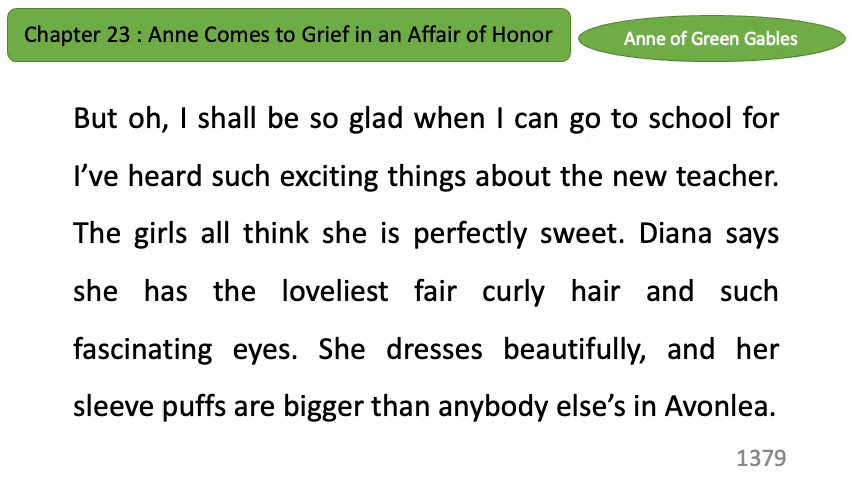 Chapter 23 : Anne Comes to Grief in an Affair of Honor
Anne of Green Gables
But oh, I shall be so glad when I can go to school for
I’ve heard such exciting things about the new teacher.
The girls all think she is perfectly sweet. Diana says
she has the loveliest fair curly hair and such
fascinating eyes. She dresses beautifully, and her
sleeve puffs are bigger than anybody else’s in Avonlea.
1379